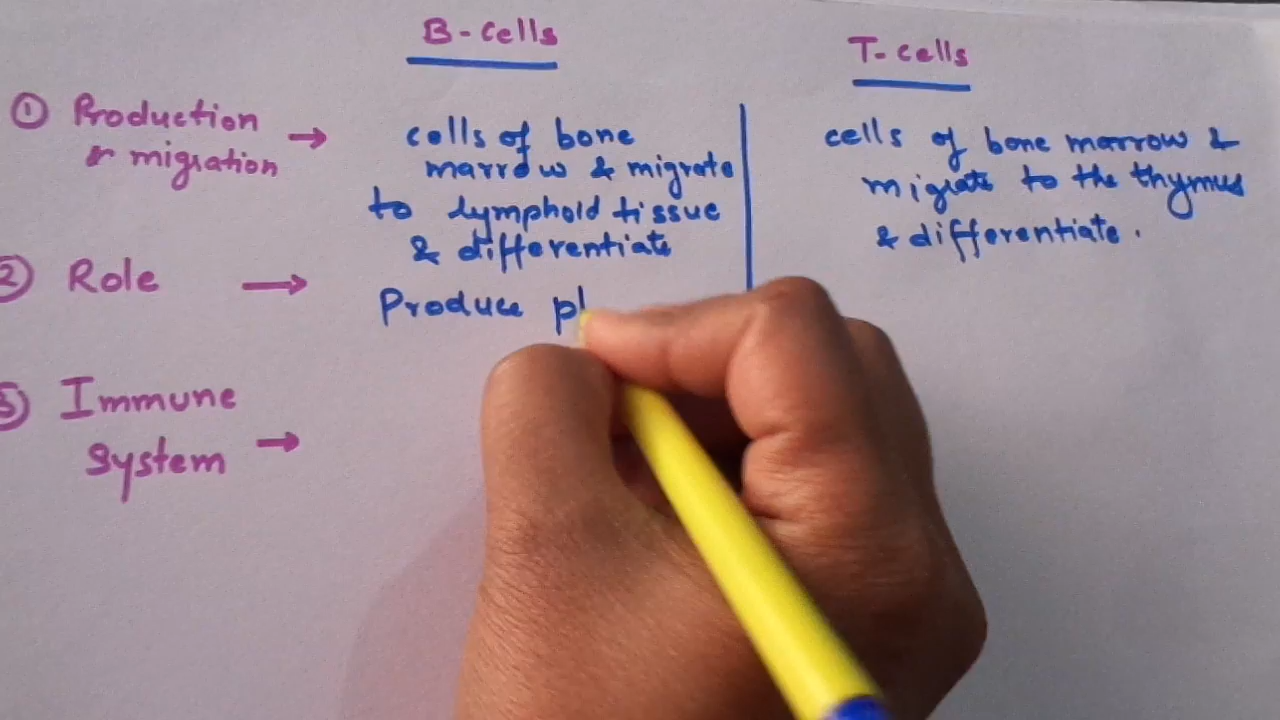 B-cells
T-cells
① Production
or migration →
cells of bone
marrow & migrate
to lymphoid tissue
& differentiate
cells of bone marrow &
migrate to the thymus
& differentiate.
② Role →
Produce pl
③ Immune
System →